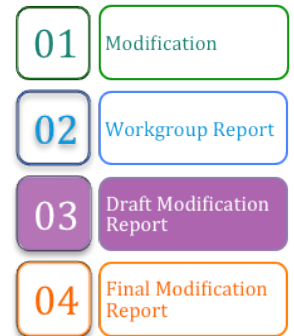 01 Modification
02 Workgroup Report
03 Draft Modification
Report
04 Final Modification
Report